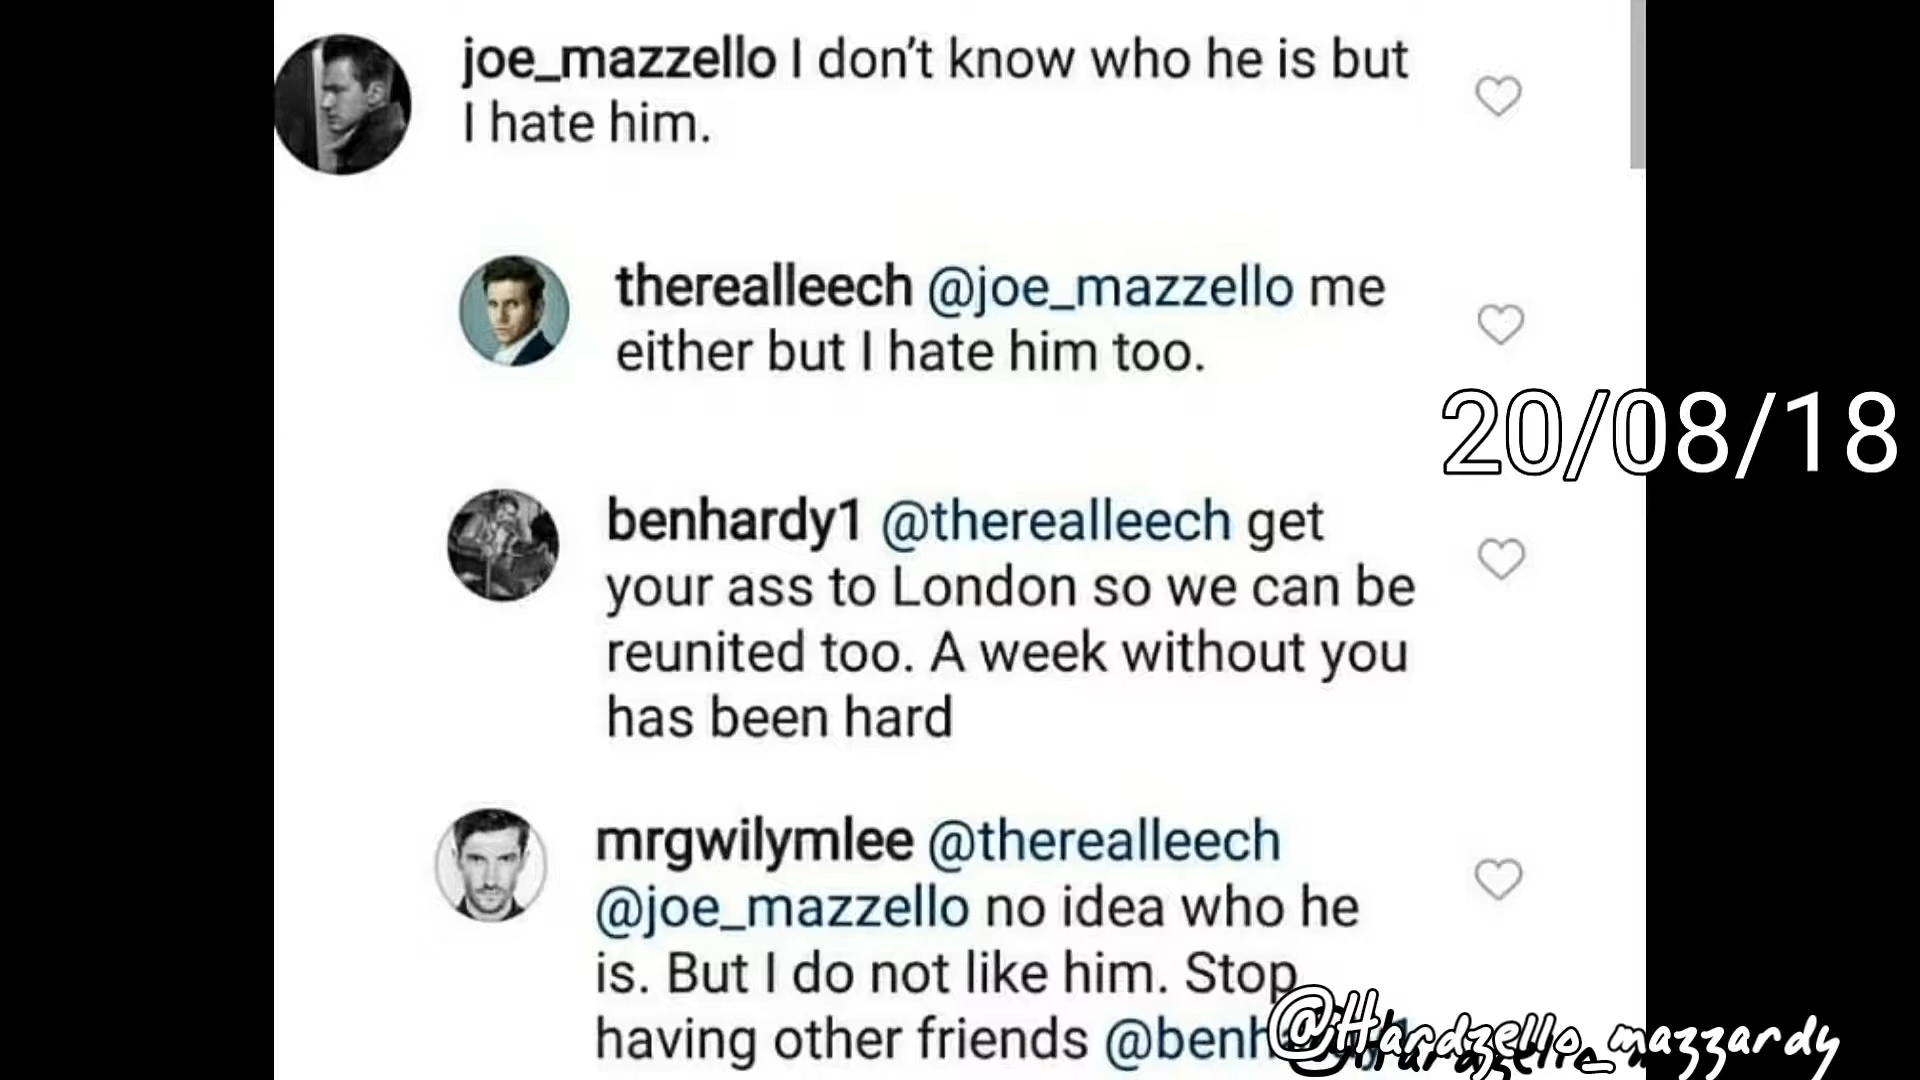 joe_mazzello I don't know who he is but
I hate him.
therealleech @joe_mazzello me
either but I hate him too.
20/08/18
benhardy1 @therealleech get
your ass to London so we can be
reunited too. A week without you
has been hard
mrgwilymlee @therealleech
@joe_mazzello no idea who he
is. But I do not like him. Stop
having other friends @benh
@Hardzello_mazzardy